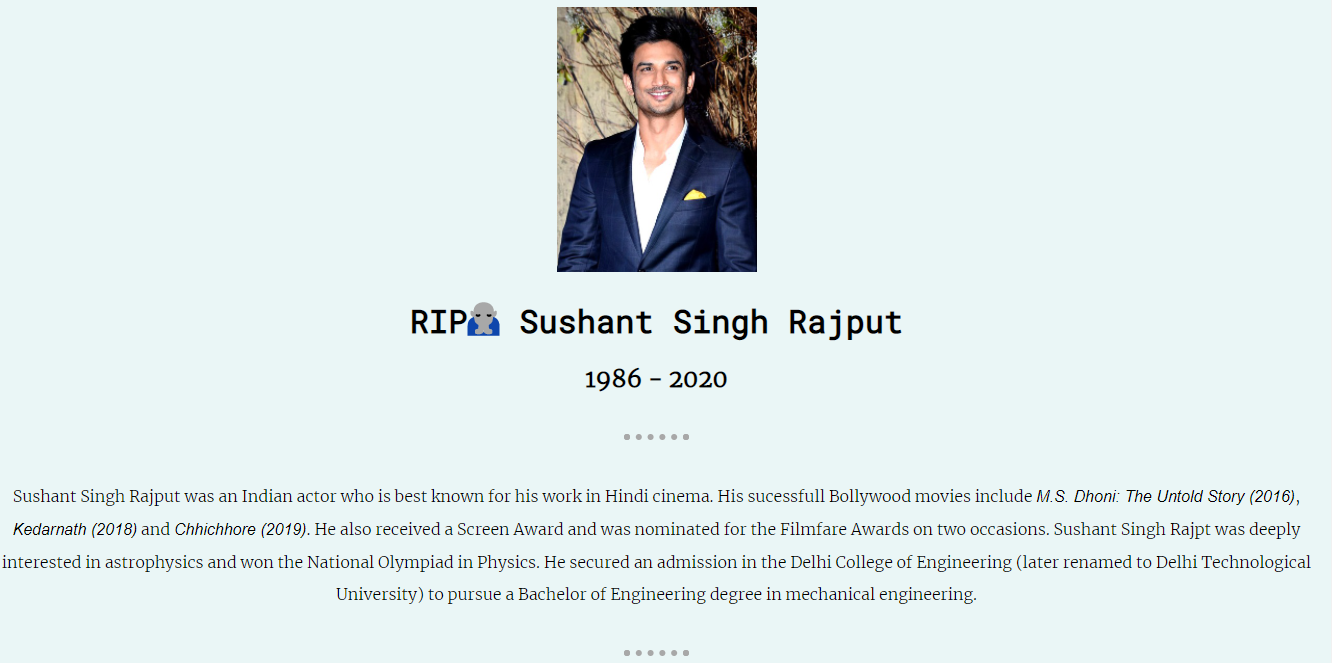 RIP🙏 Sushant Singh Rajput
1986 - 2020
Sushant Singh Rajput was an Indian actor who is best known for his work in Hindi cinema. His sucessfull Bollywood movies include M.S. Dhoni: The Untold Story (2016),
Kedarnath (2018) and Chhichhore (2019). He also received a Screen Award and was nominated for the Filmfare Awards on two occasions. Sushant Singh Rajpt was deeply
interested in astrophysics and won the National Olympiad in Physics. He secured an admission in the Delhi College of Engineering (later renamed to Delhi Technological
University) to pursue a Bachelor of Engineering degree in mechanical engineering.